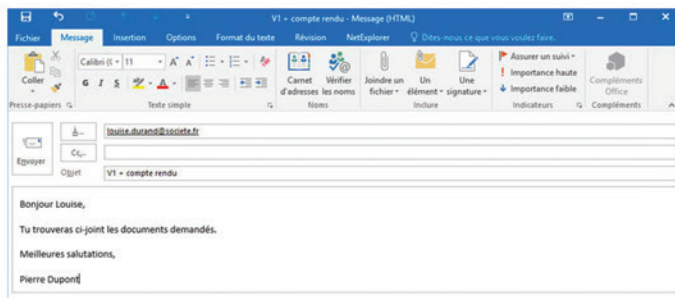 V1 + compte rendu - Message (HTML)
Fichier Message Insertion Options Format du texte Révision NetExplorer Dites-nous ce que vous voulez faire.
Coller
Calibri (C 11
G I S
Carnet d'adresses
Vérifier les noms
Joindre un fichier
Un élément
Une signature
Assurer un suivi
Importance haute
Importance faible
Compléments Office
Presse-papiers Texte simple Noms Inclure Indicateurs Compléments
Envoyer
À... louise.durand@societe.fr
Cc...
Objet V1 + compte rendu
Bonjour Louise,
Tu trouveras ci-joint les documents demandés.
Meilleures salutations,
Pierre Dupont